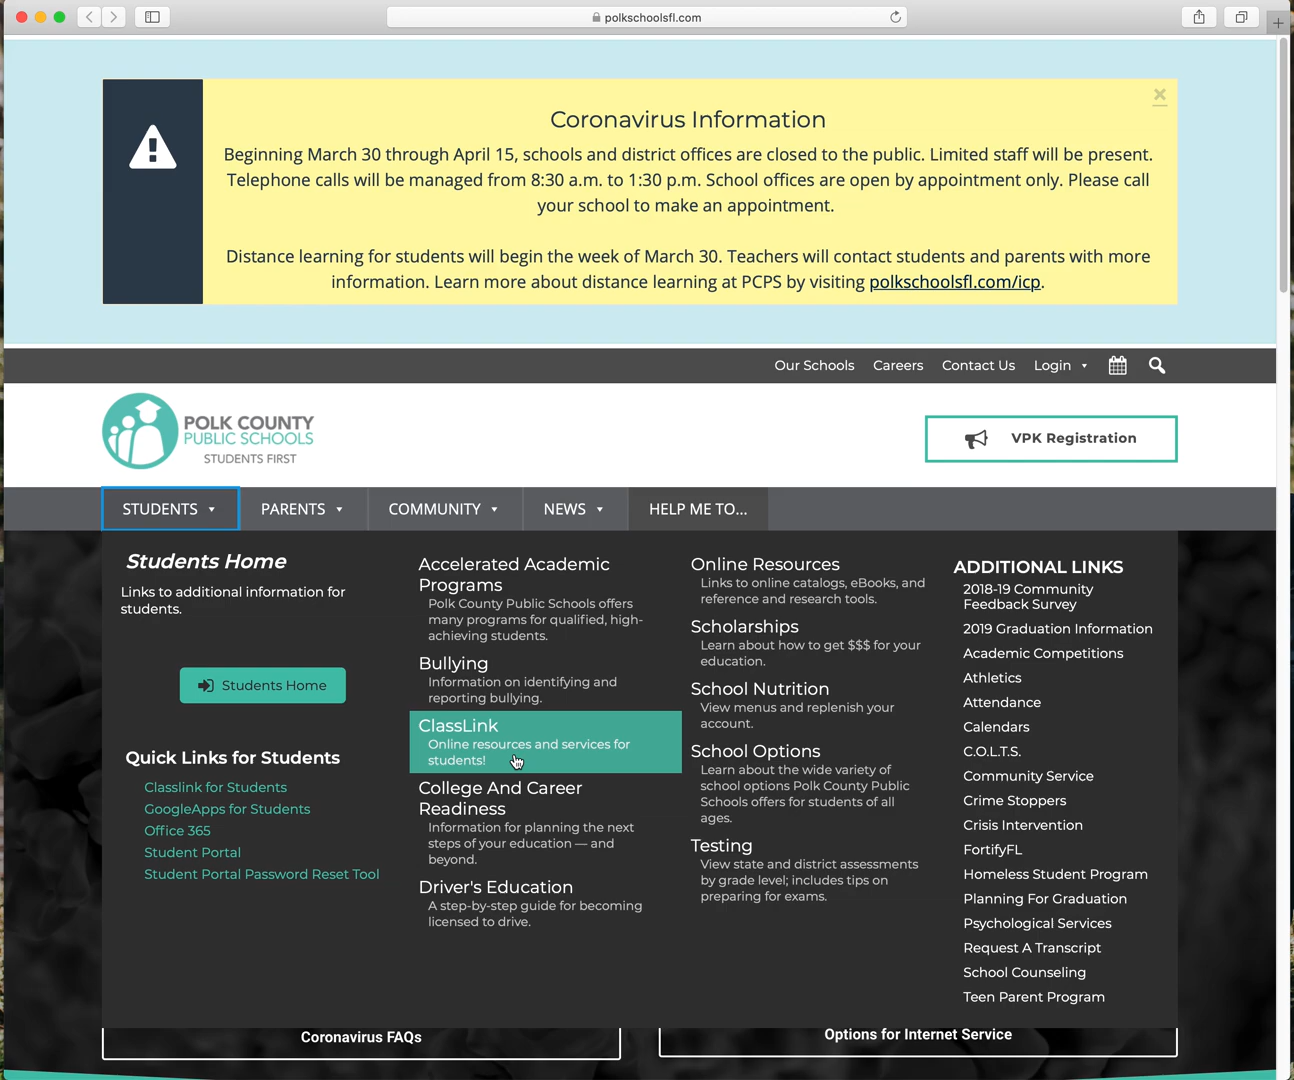 polkschoolsfl.com
Coronavirus Information
Beginning March 30 through April 15, schools and district offices are closed to the public. Limited staff will be present.
Telephone calls will be managed from 8:30 a.m. to 1:30 p.m. School offices are open by appointment only. Please call
your school to make an appointment.
Distance learning for students will begin the week of March 30. Teachers will contact students and parents with more
information. Learn more about distance learning at PCPS by visiting polkschoolsfl.com/icp.
Our Schools Careers Contact Us Login
POLK COUNTY
PUBLIC SCHOOLS
STUDENTS FIRST
VPK Registration
STUDENTS PARENTS COMMUNITY NEWS HELP ME TO...
Students Home
Links to additional information for
students.
Students Home
Quick Links for Students
Classlink for Students
GoogleApps for Students
Office 365
Student Portal
Student Portal Password Reset Tool
Accelerated Academic
Programs
Polk County Public Schools offers
many programs for qualified, high-
achieving students.
Bullying
Information on identifying and
reporting bullying.
ClassLink
Online resources and services for
students!
College And Career
Readiness
Information for planning the next
steps of your education — and
beyond.
Driver's Education
A step-by-step guide for becoming
licensed to drive.
Online Resources
Links to online catalogs, eBooks, and
reference and research tools.
Scholarships
Learn about how to get $$$ for your
education.
School Nutrition
View menus and replenish your
account.
School Options
Learn about the wide variety of
school options Polk County Public
Schools offers for students of all
ages.
Testing
View state and district assessments
by grade level; includes tips on
preparing for exams.
ADDITIONAL LINKS
2018-19 Community
Feedback Survey
2019 Graduation Information
Academic Competitions
Athletics
Attendance
Calendars
C.O.L.T.S.
Community Service
Crime Stoppers
Crisis Intervention
FortifyFL
Homeless Student Program
Planning For Graduation
Psychological Services
Request A Transcript
School Counseling
Teen Parent Program
Coronavirus FAQs
Options for Internet Service